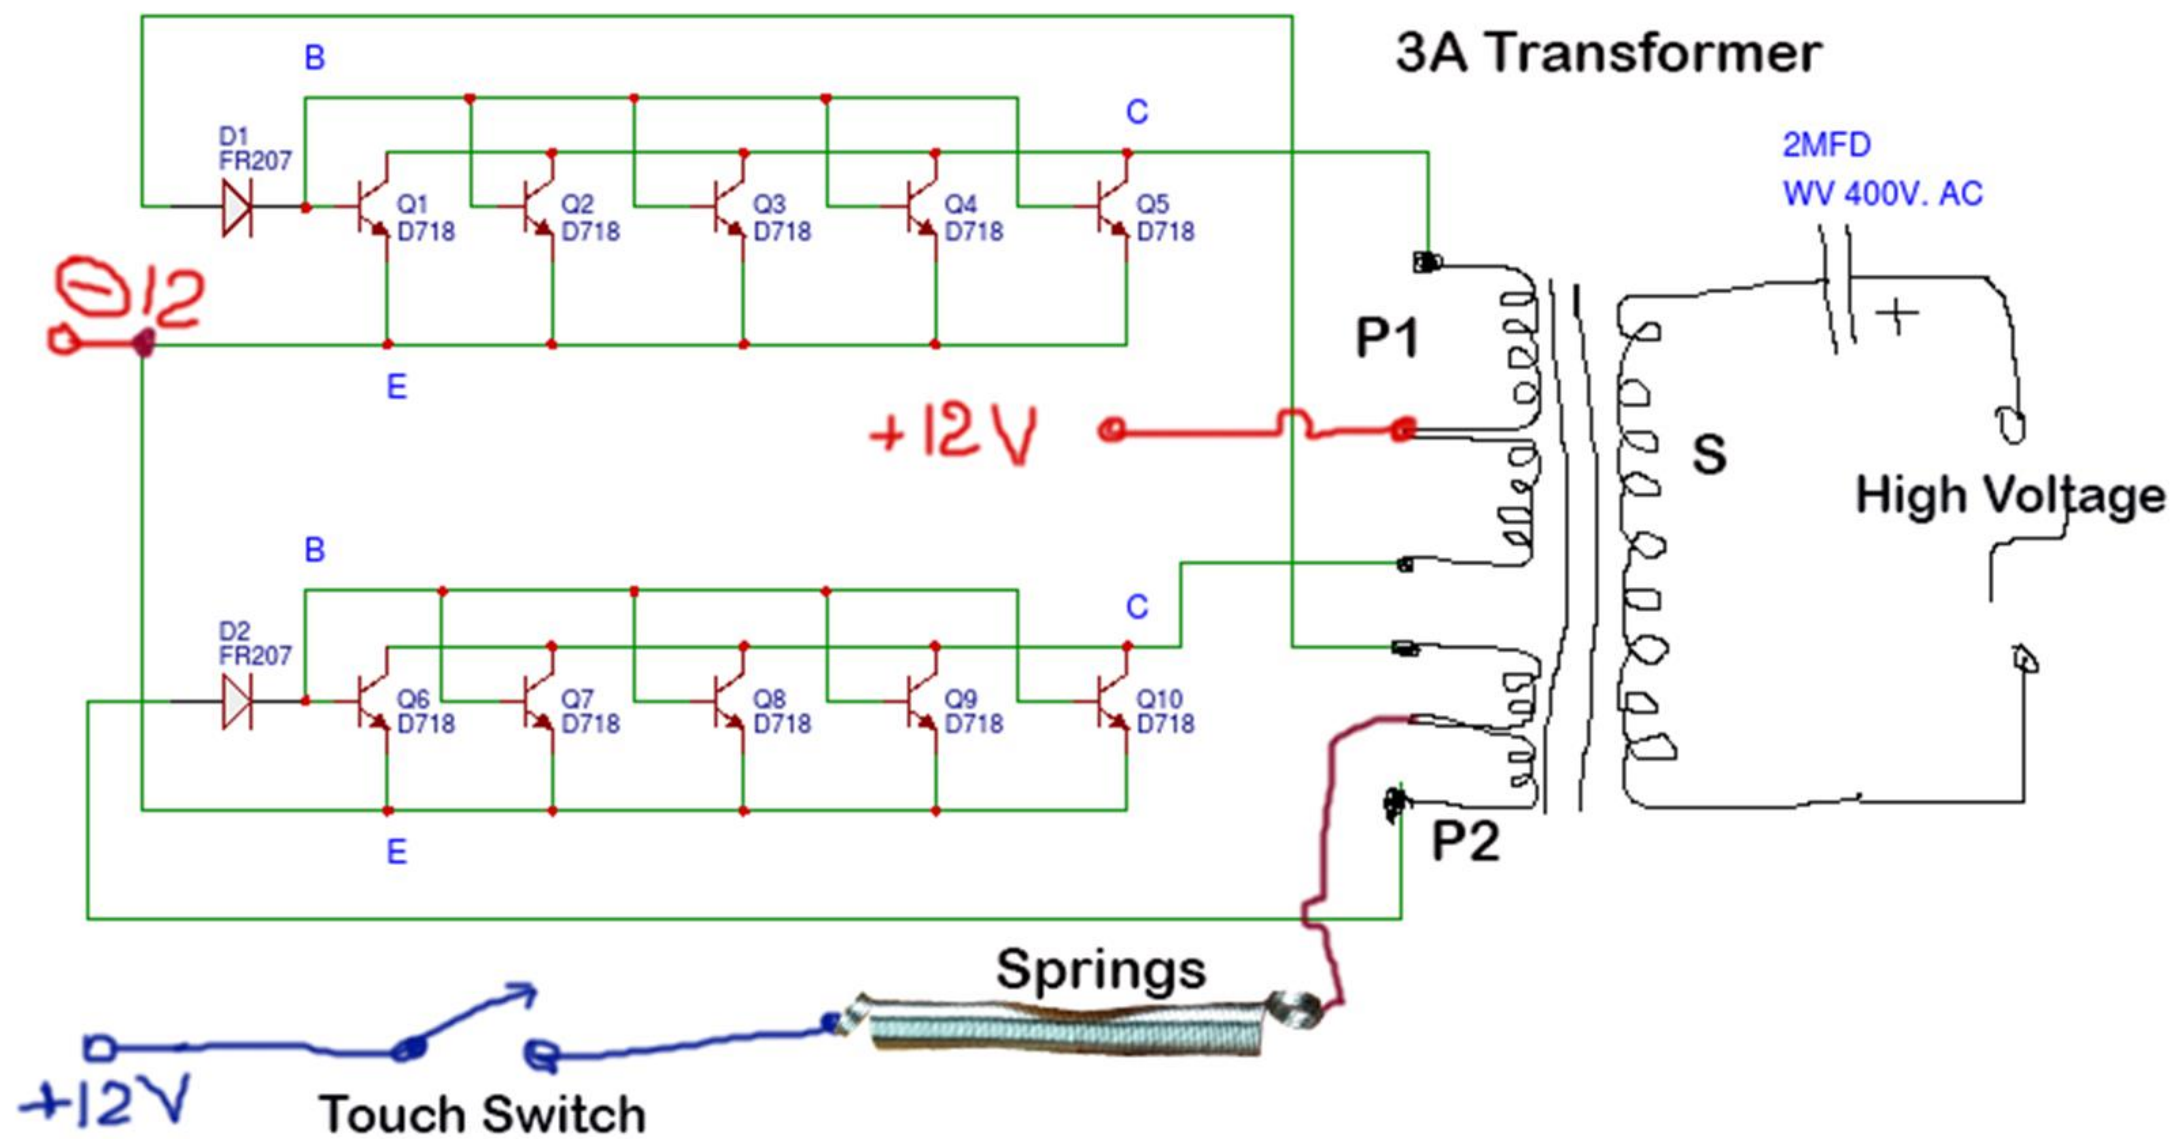 3A Transformer
B
C
D1
FR207
2MFD
WV 400V. AC
Q1
D718
Q2
D718
Q3
D718
Q4
D718
Q5
D718
-12
P1
E
+12V
S
High Voltage
B
C
D2
FR207
Q6
D718
Q7
D718
Q8
D718
Q9
D718
Q10
D718
+
P2
E
Springs
+12V
Touch Switch